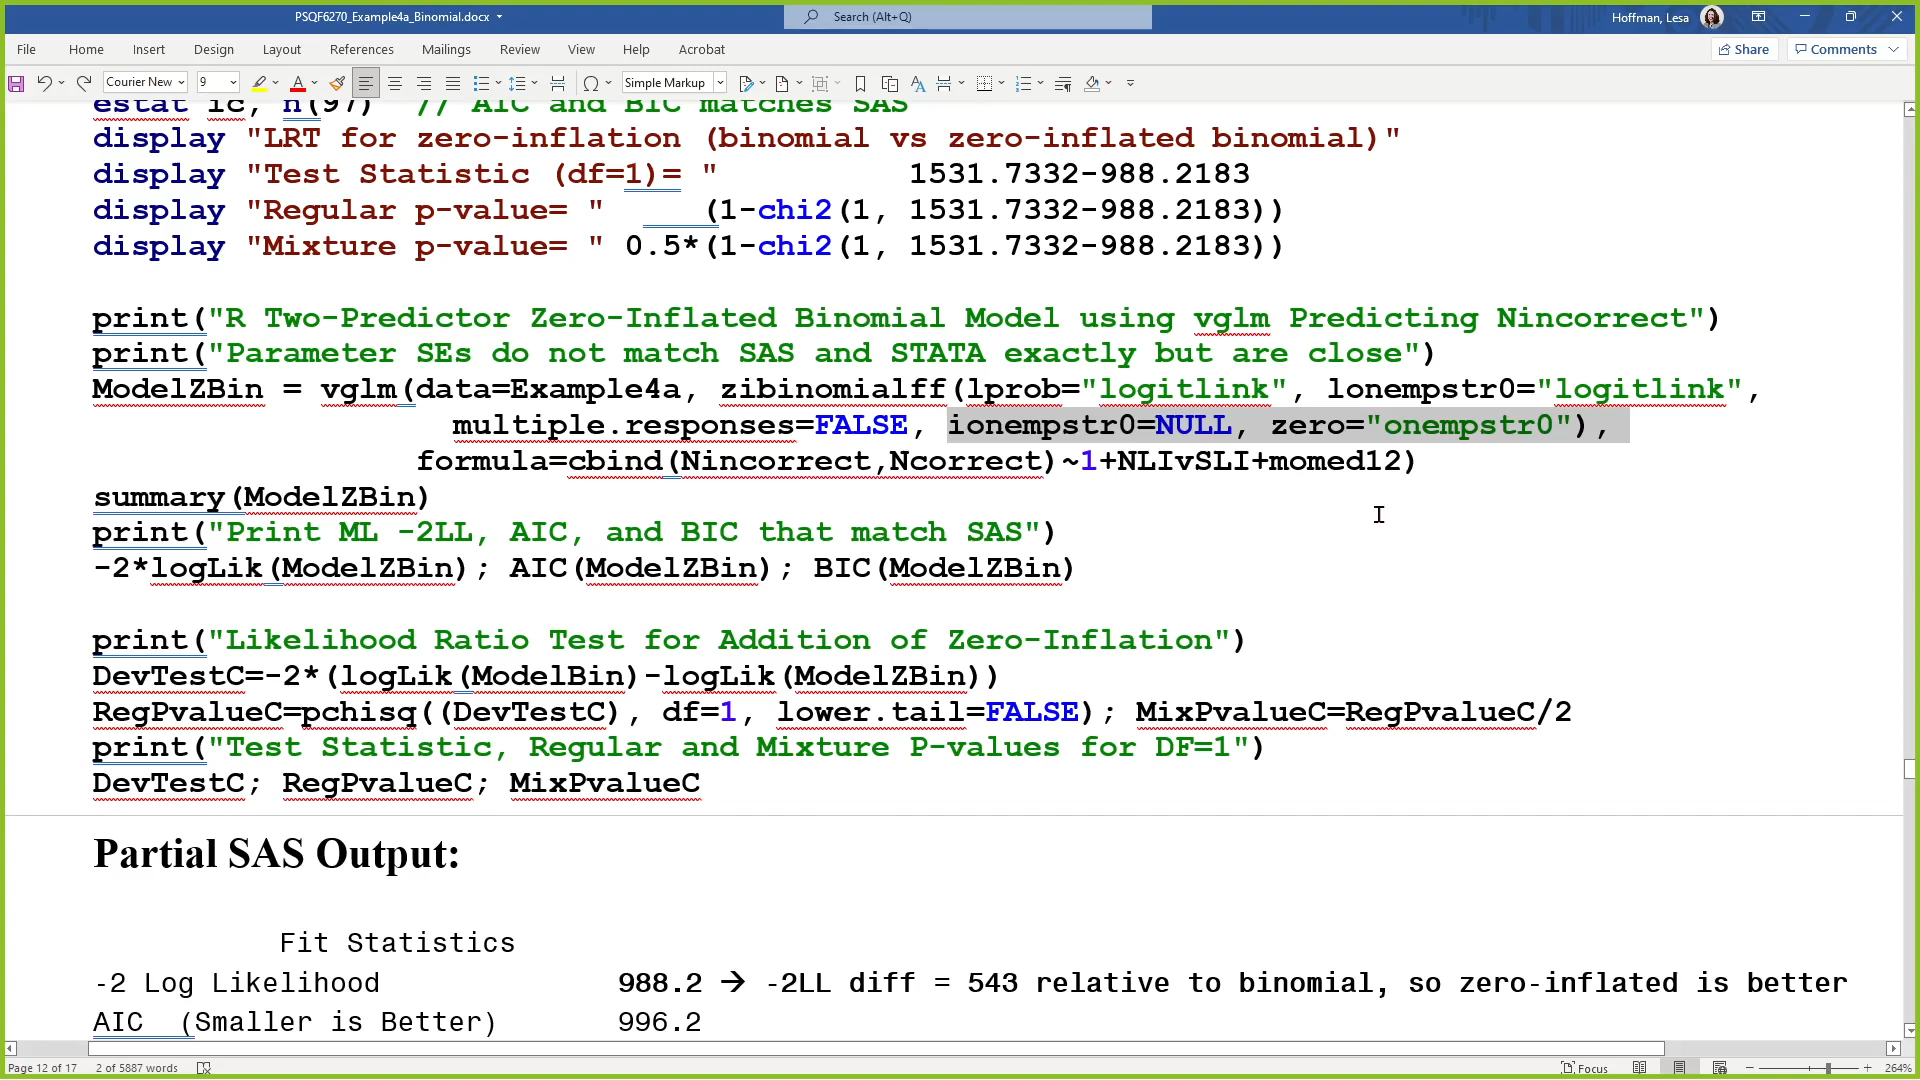 PSQF6270_Example4a_Binomial.docx
Search (Alt+Q)
Hoffman, Lesa
File Home Insert Design Layout References Mailings Review View Help Acrobat
Share Comments
Courier New 9 Simple Markup
estat ic, n(97) // AIC and BIC matches SAS
display "LRT for zero-inflation (binomial vs zero-inflated binomial)"
display "Test Statistic (df=1)= " 1531.7332-988.2183
display "Regular p-value= " (1-chi2(1, 1531.7332-988.2183))
display "Mixture p-value= " 0.5*(1-chi2(1, 1531.7332-988.2183))
print("R Two-Predictor Zero-Inflated Binomial Model using vglm Predicting Nincorrect")
print("Parameter SEs do not match SAS and STATA exactly but are close")
ModelZBin = vglm(data=Example4a, zibinomialff(lprob="logitlink", lonempstr0="logitlink",
multiple.responses=FALSE, ionempstr0=NULL, zero="onempstr0"),
formula=cbind(Nincorrect,Ncorrect)~1+NLIvSLI+momed12)
summary(ModelZBin)
print("Print ML -2LL, AIC, and BIC that match SAS")
-2*logLik(ModelZBin); AIC(ModelZBin); BIC(ModelZBin)
print("Likelihood Ratio Test for Addition of Zero-Inflation")
DevTestC=-2*(logLik(ModelBin)-logLik(ModelZBin))
RegPvalueC=pchisq((DevTestC), df=1, lower.tail=FALSE); MixPvalueC=RegPvalueC/2
print("Test Statistic, Regular and Mixture P-values for DF=1")
DevTestC; RegPvalueC; MixPvalueC
Partial SAS Output:
Fit Statistics
-2 Log Likelihood 988.2 → -2LL diff = 543 relative to binomial, so zero-inflated is better
AIC (Smaller is Better) 996.2
Page 12 of 17 2 of 5887 words Focus 264%